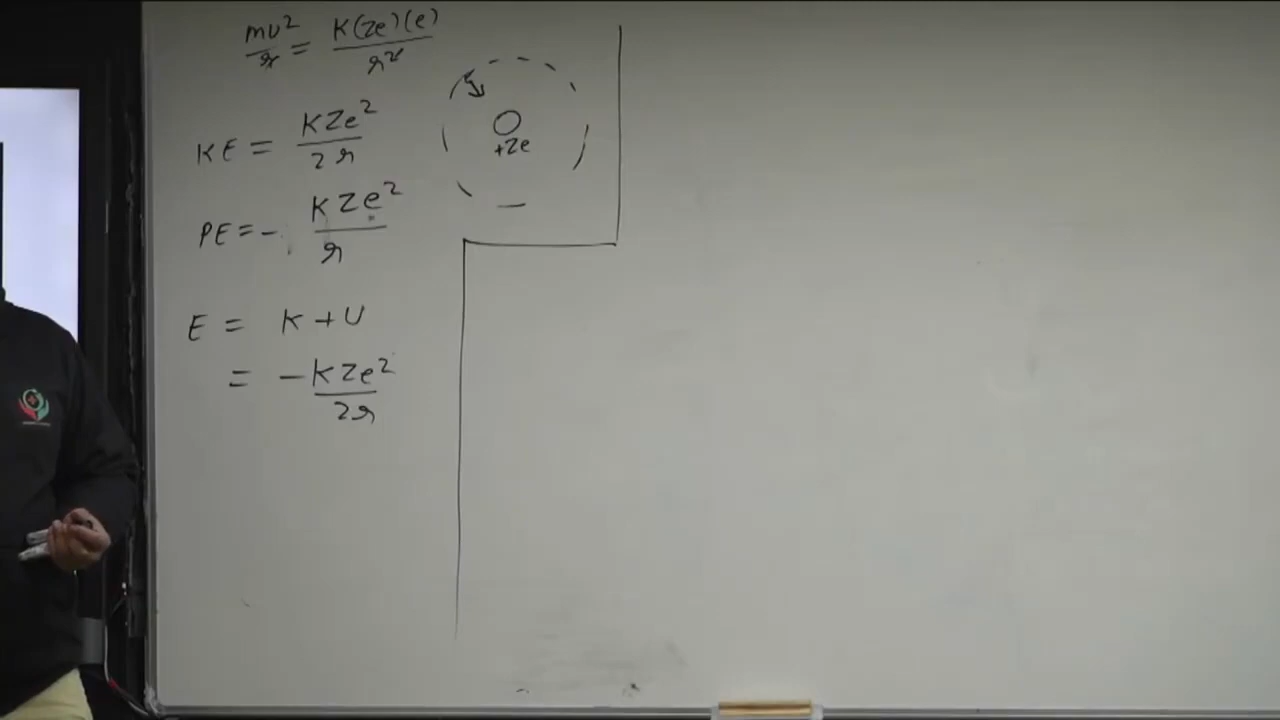 mv²/r = K(Ze)(e)/r²
KE = KZe²/2r
+Ze
PE = - KZe²/r
E = K + U
= - KZe²/2r